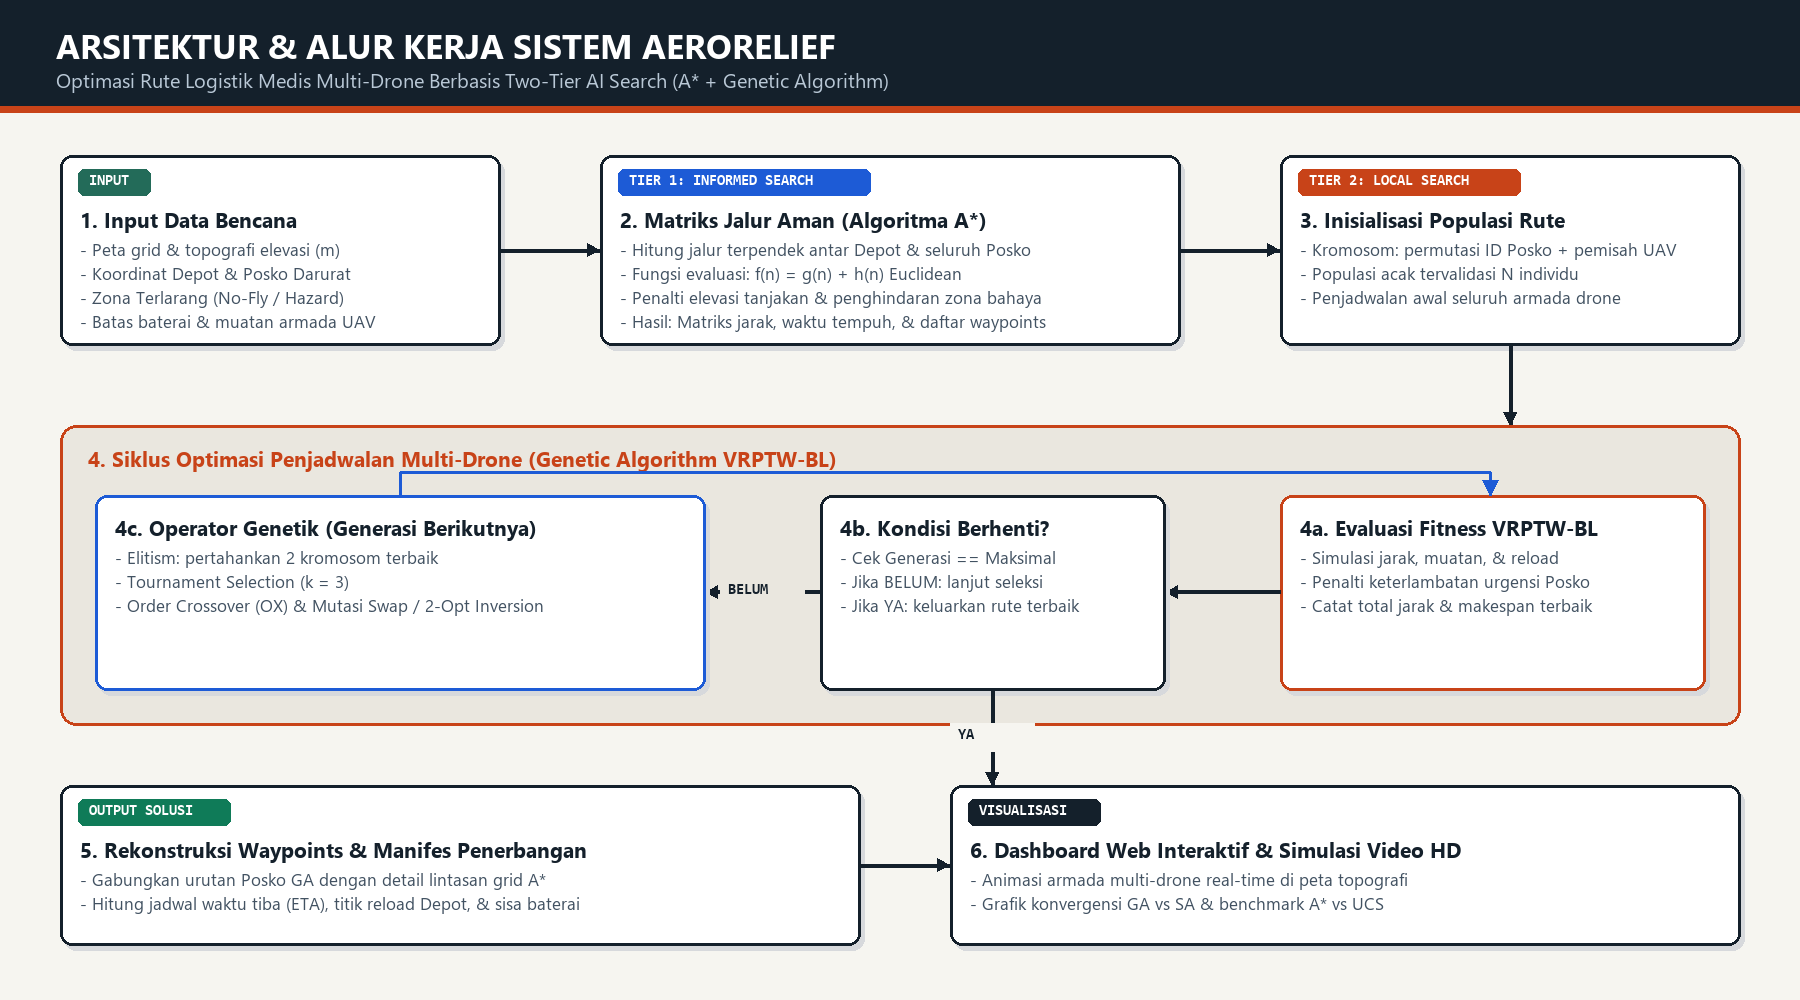 ARSITEKTUR & ALUR KERJA SISTEM AERORELIEF
Optimasi Rute Logistik Medis Multi-Drone Berbasis Two-Tier AI Search (A* + Genetic Algorithm)
INPUT
1. Input Data Bencana
- Peta grid & topografi elevasi (m)
- Koordinat Depot & Posko Darurat
- Zona Terlarang (No-Fly / Hazard)
- Batas baterai & muatan armada UAV
TIER 1: INFORMED SEARCH
2. Matriks Jalur Aman (Algoritma A*)
- Hitung jalur terpendek antar Depot & seluruh Posko
- Fungsi evaluasi: f(n) = g(n) + h(n) Euclidean
- Penalti elevasi tanjakan & penghindaran zona bahaya
- Hasil: Matriks jarak, waktu tempuh, & daftar waypoints
TIER 2: LOCAL SEARCH
3. Inisialisasi Populasi Rute
- Kromosom: permutasi ID Posko + pemisah UAV
- Populasi acak tervalidasi N individu
- Penjadwalan awal seluruh armada drone
4. Siklus Optimasi Penjadwalan Multi-Drone (Genetic Algorithm VRPTW-BL)
4c. Operator Genetik (Generasi Berikutnya)
- Elitism: pertahankan 2 kromosom terbaik
- Tournament Selection (k = 3)
- Order Crossover (OX) & Mutasi Swap / 2-Opt Inversion
BELUM
4b. Kondisi Berhenti?
- Cek Generasi == Maksimal
- Jika BELUM: lanjut seleksi
- Jika YA: keluarkan rute terbaik
4a. Evaluasi Fitness VRPTW-BL
- Simulasi jarak, muatan, & reload
- Penalti keterlambatan urgensi Posko
- Catat total jarak & makespan terbaik
YA
OUTPUT SOLUSI
5. Rekonstruksi Waypoints & Manifes Penerbangan
- Gabungkan urutan Posko GA dengan detail lintasan grid A*
- Hitung jadwal waktu tiba (ETA), titik reload Depot, & sisa baterai
VISUALISASI
6. Dashboard Web Interaktif & Simulasi Video HD
- Animasi armada multi-drone real-time di peta topografi
- Grafik konvergensi GA vs SA & benchmark A* vs UCS